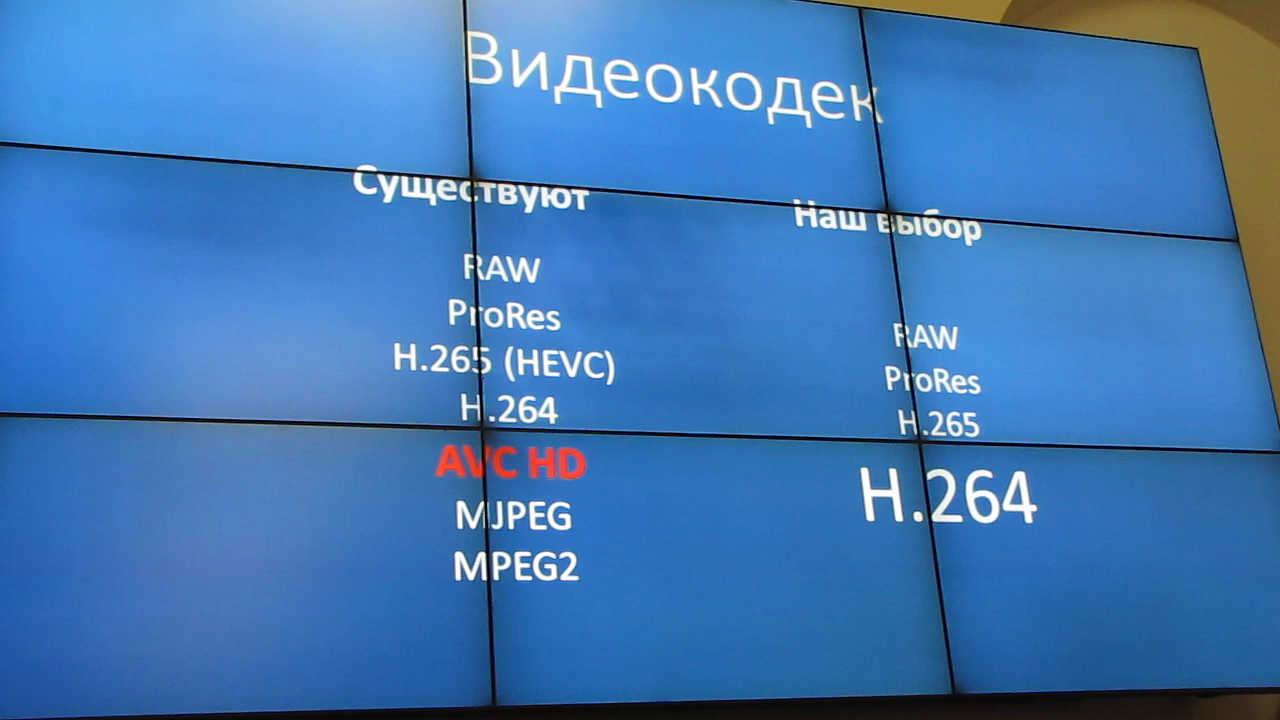 Видеокодек
Существуют
RAW
ProRes
H.265 (HEVC)
H.264
AVC HD
MJPEG
MPEG2
Наш выбор
RAW
ProRes
H.265
H.264